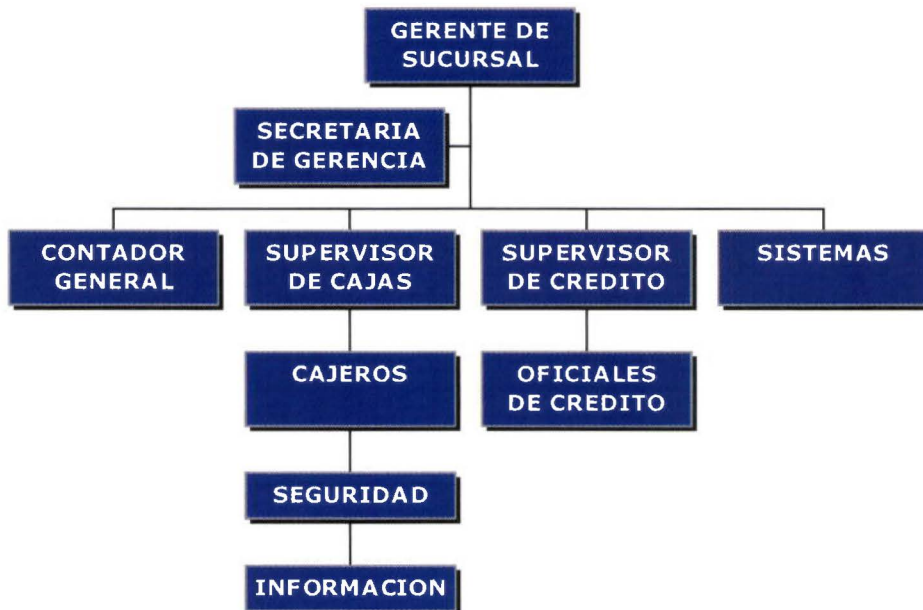 GERENTE DE
SUCURSAL
SECRETARIA
DE GERENCIA
CONTADOR
GENERAL
SUPERVISOR
DE CAJAS
SUPERVISOR
DE CREDITO
SISTEMAS
CAJEROS
OFICIALES
DE CREDITO
SEGURIDAD
INFORMACION